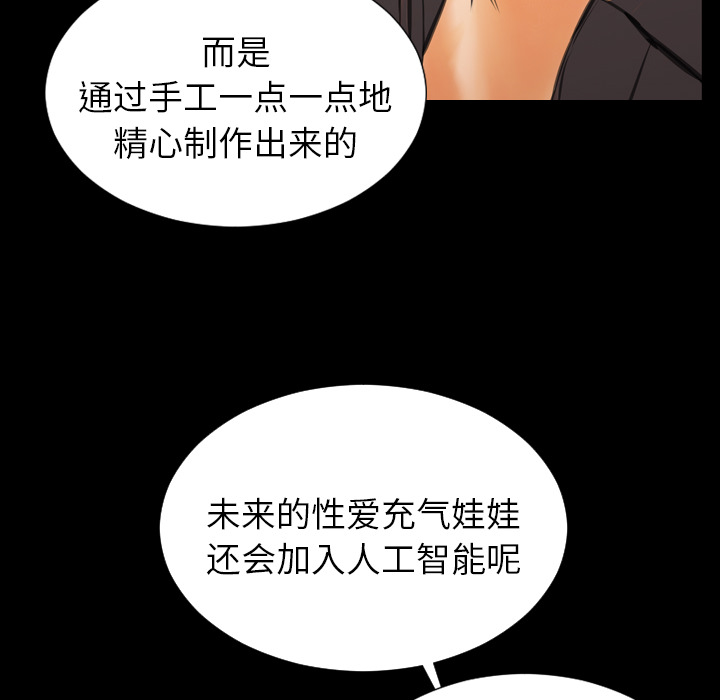 而是
通过手工一点一点地
精心制作出来的
未来的性爱充气娃娃
还会加入人工智能呢